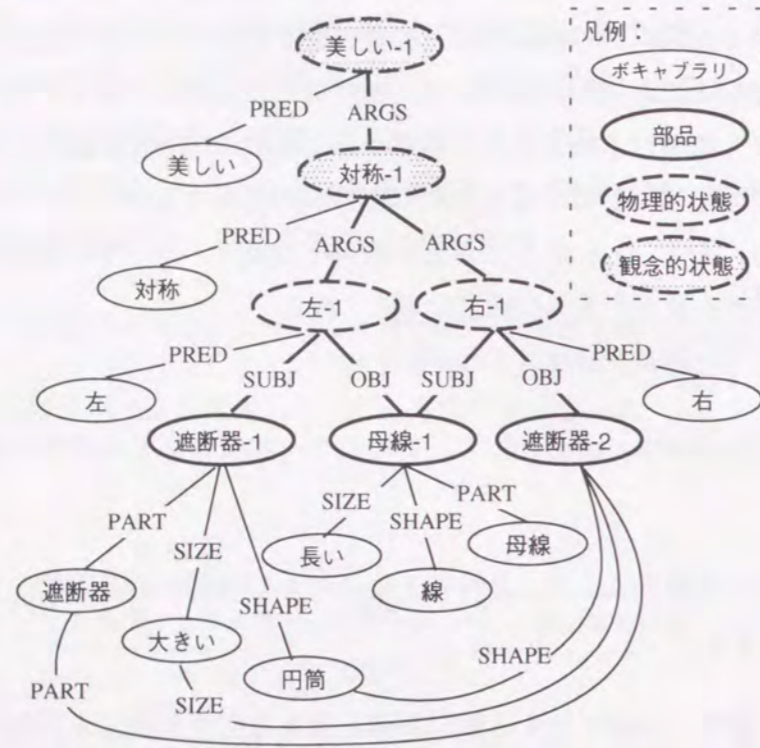 美しい-1
凡例：
ボキャブラリ
PRED
ARGS
部品
美しい
対称-1
物理的状態
PRED
ARGS
ARGS
観念的状態
対称
左-1
右-1
PRED
PRED
SUBJ
OBJ
SUBJ
OBJ
左
右
遮断器-1
母線-1
遮断器-2
SIZE
PART
PART
SHAPE
SIZE
長い
母線
遮断器
線
SHAPE
大きい
SHAPE
円筒
PART
SIZE